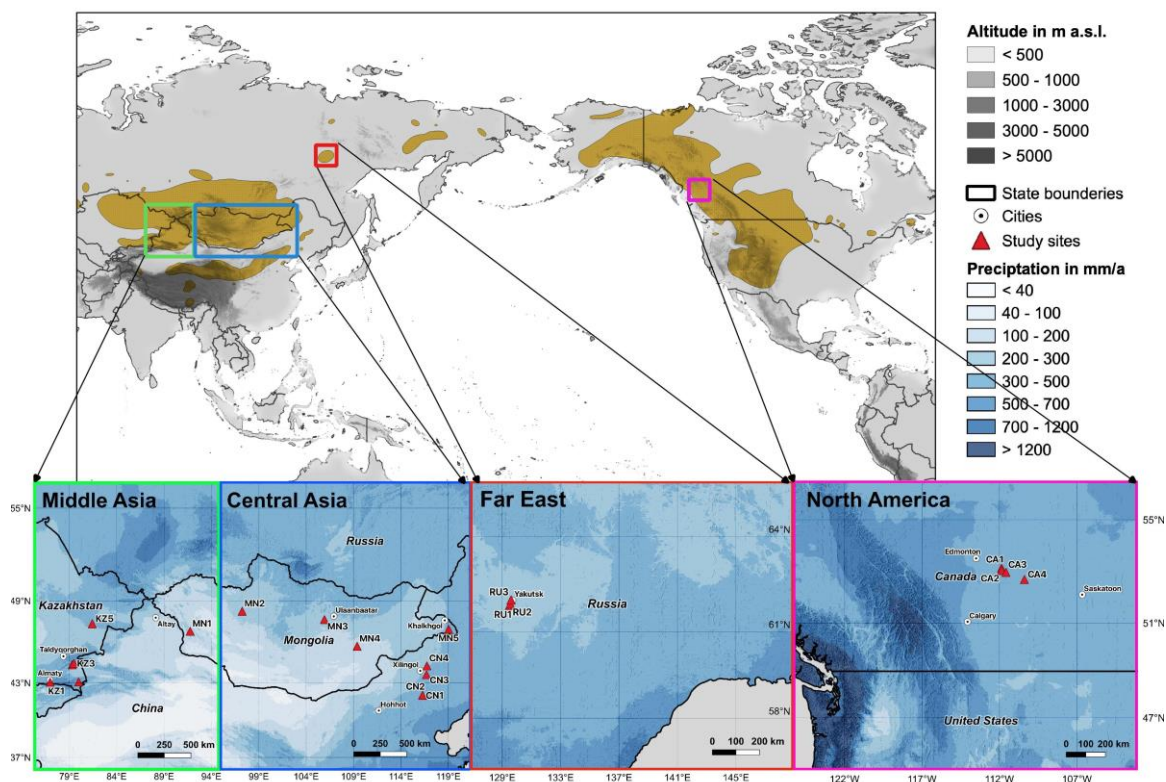 Altitude in m a.s.l.
< 500
500 - 1000
1000 - 3000
3000 - 5000
> 5000
State bounderies
Cities
Study sites
Preciptation in mm/a
< 40
40 - 100
100 - 200
200 - 300
300 - 500
500 - 700
700 - 1200
> 1200
Middle Asia
55°N
49°N
43°N
37°N
Kazakhstan
KZ5
Altay
MN1
Taldyqorghan
KZ3
Almaty
KZ1
China
0 250 500 km
79°E 84°E 89°E 94°E
Central Asia
Russia
MN2
Ulaanbaatar
MN3
Mongolia
MN4
Khalkhgol
MN5
Xilingol
CN4
CN3
CN2
CN1
Hohhot
0 250 500 km
99°E 104°E 109°E 114°E 119°E
Far East
64°N
61°N
58°N
RU3
Yakutsk
RU1
RU2
Russia
0 100 200 km
129°E 133°E 137°E 141°E 145°E
North America
55°N
51°N
47°N
Edmonton
CA1
CA3
CA2
Canada
CA4
Saskatoon
Calgary
United States
0 100 200 km
122°W 117°W 112°W 107°W